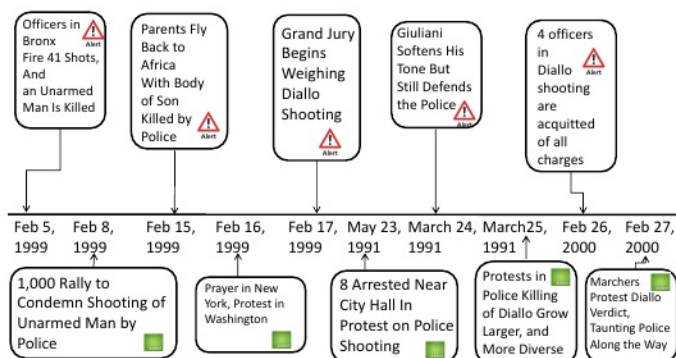 Officers in
Bronx
Fire 41 Shots,
And
an Unarmed
Man Is Killed
Alert
Parents Fly
Back to
Africa
With Body
of Son
Killed by
Police
Alert
Grand Jury
Begins
Weighing
Diallo
Shooting
Alert
Giuliani
Softens His
Tone But
Still Defends
the Police
Alert
4 officers
in
Diallo
shooting
are
acquitted
of all
charges
Alert
Feb 5,
1999
Feb 8,
1999
Feb 15,
1999
Feb 16,
1999
Feb 17,
1999
May 23,
1991
March 24,
1991
March25,
1991
Feb 26,
2000
Feb 27,
2000
1,000 Rally to
Condemn Shooting of
Unarmed Man by
Police
Prayer in New
York, Protest in
Washington
8 Arrested Near
City Hall In
Protest on Police
Shooting
Protests in
Police Killing
of Diallo Grow
Larger, and
More Diverse
Marchers
Protest Diallo
Verdict,
Taunting Police
Along the Way